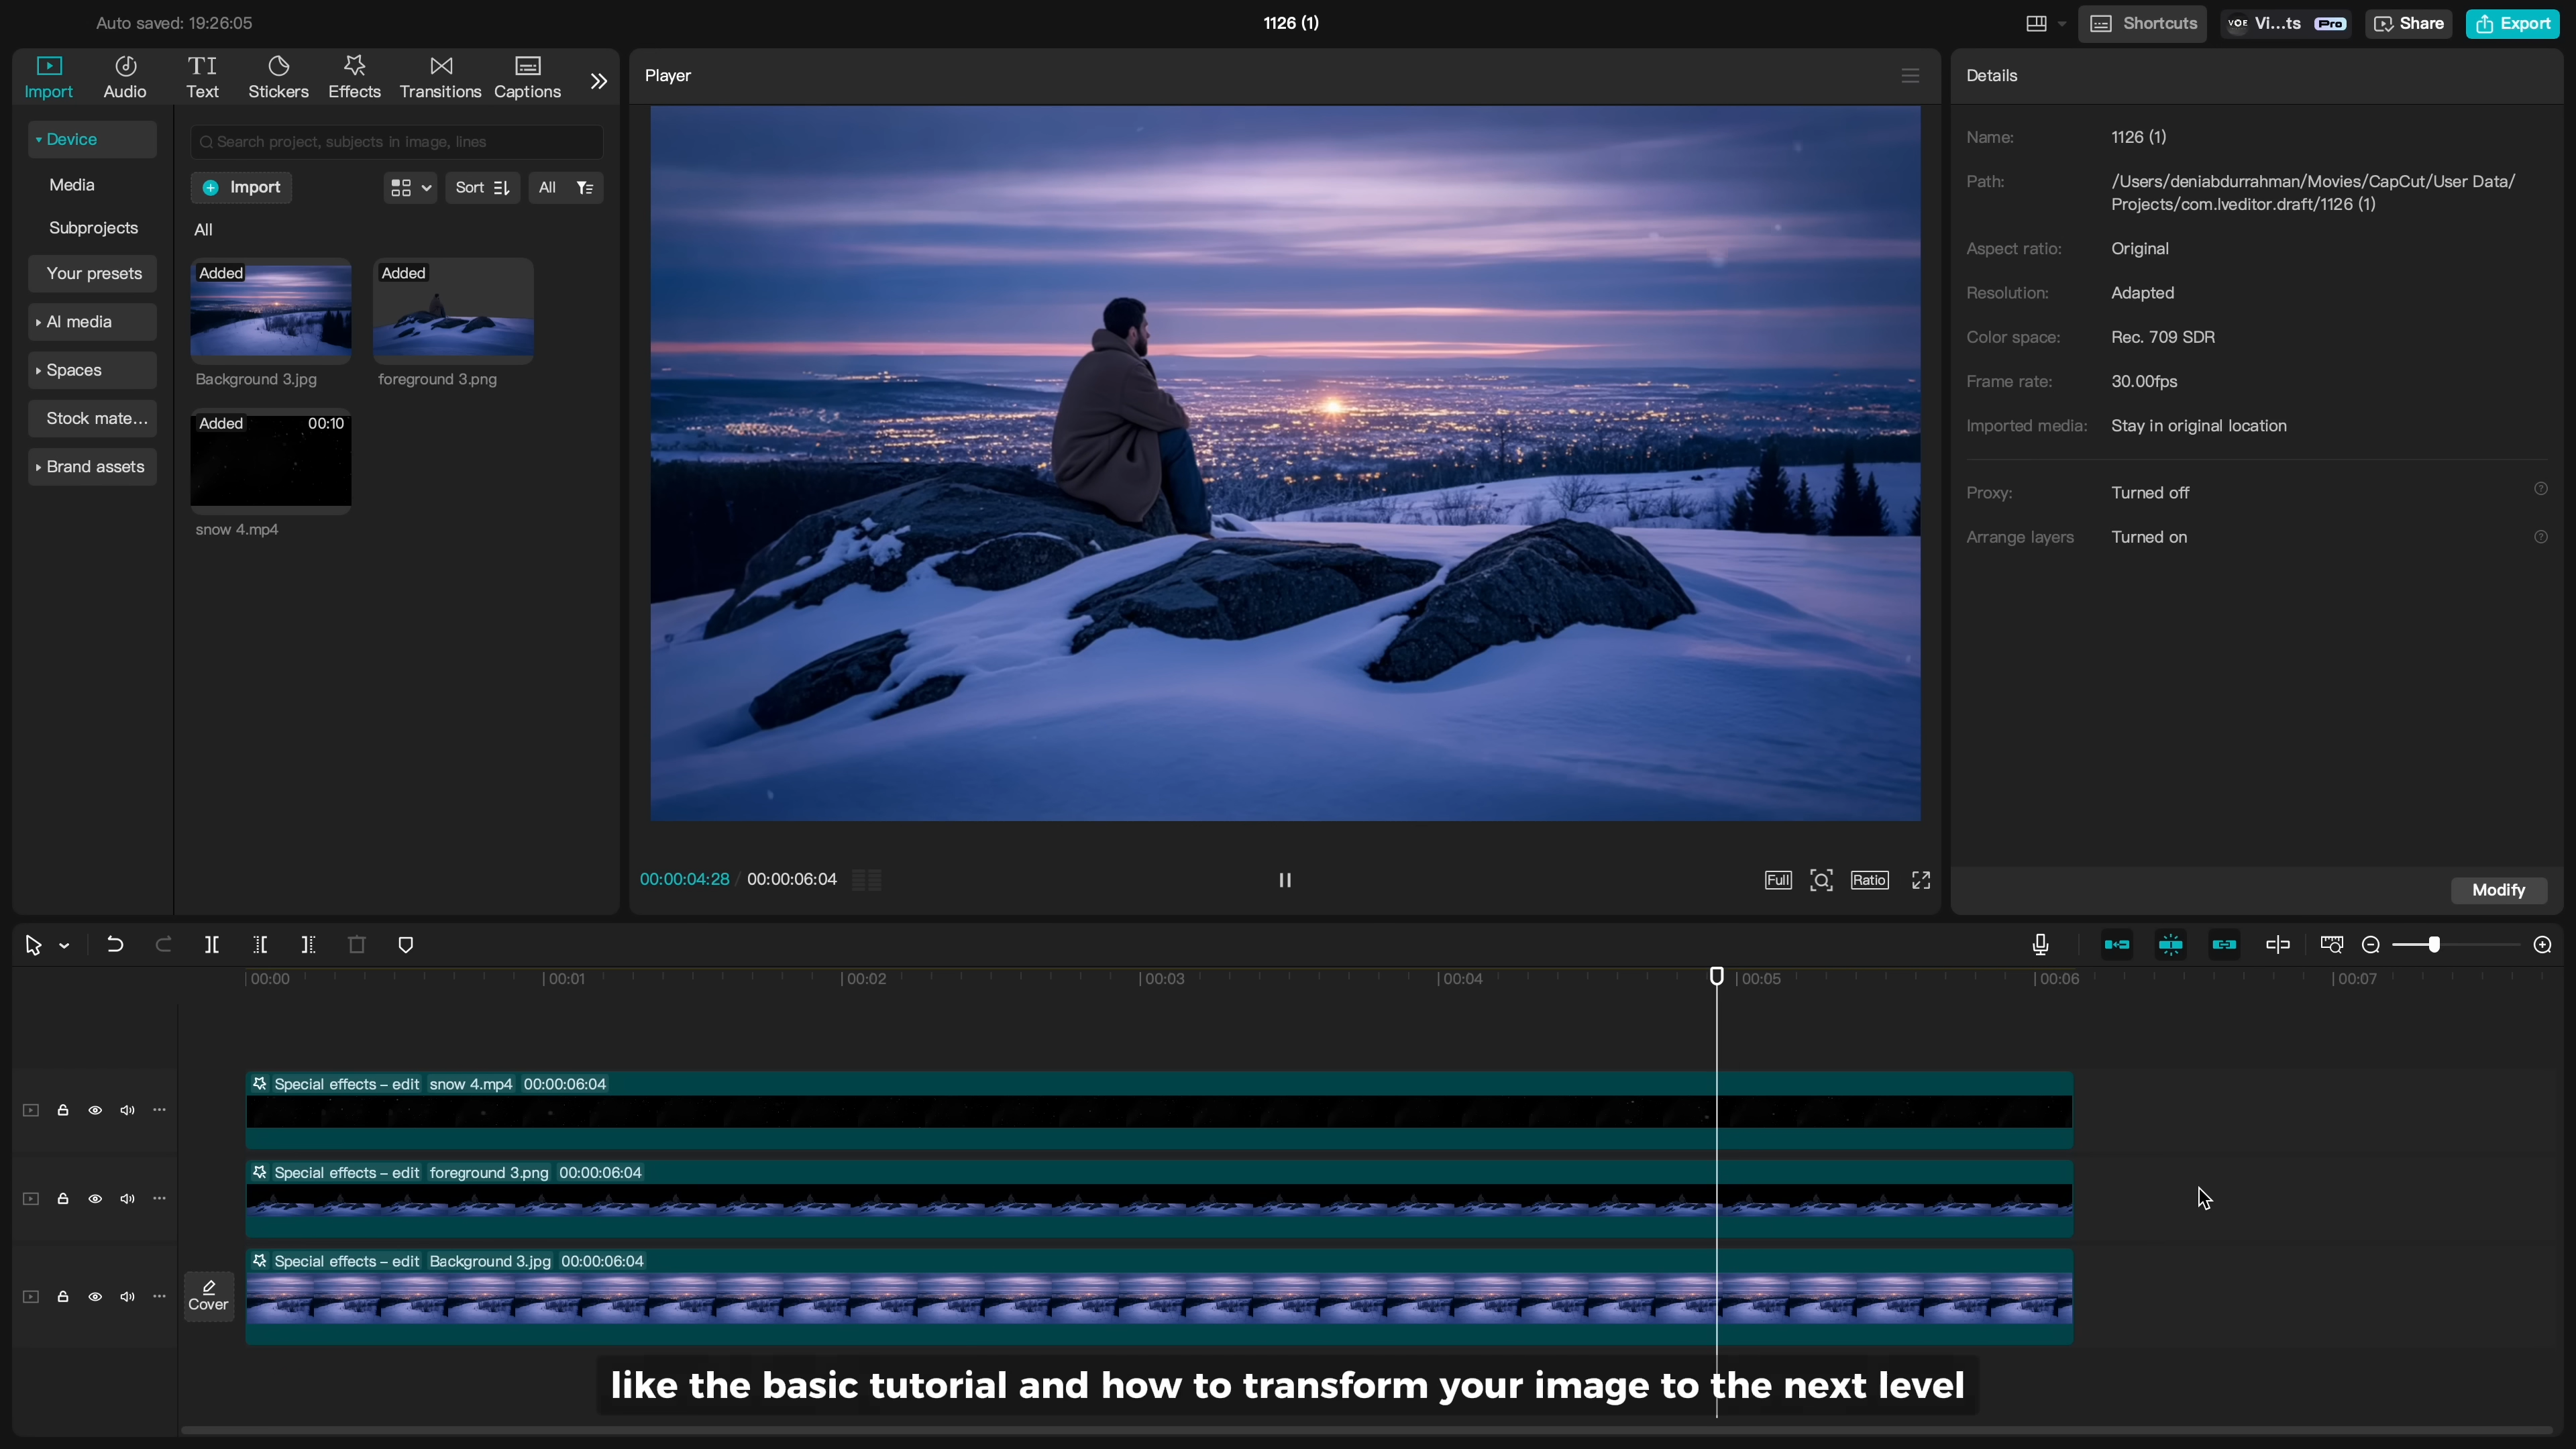 Auto saved: 19:26:05
1126 (1)
Shortcuts
VOE Vi...ts Pro
Share
Export
Import
Audio
TI Text
Stickers
Effects
Transitions
Captions
Device
Media
Subprojects
Your presets
AI media
Spaces
Stock mate...
Brand assets
Search project, subjects in image, lines
Import
Sort
All
All
Added
Background 3.jpg
Added
foreground 3.png
Added 00:10
snow 4.mp4
Player
00:00:04:28 / 00:00:06:04
Full
Ratio
Details
Name: 1126 (1)
Path: /Users/deniabdurrahman/Movies/CapCut/User Data/
Projects/com.lveditor.draft/1126 (1)
Aspect ratio: Original
Resolution: Adapted
Color space: Rec. 709 SDR
Frame rate: 30.00fps
Imported media: Stay in original location
Proxy: Turned off
Arrange layers Turned on
Modify
00:00 00:01 00:02 00:03 00:04 00:05 00:06 00:07
Special effects – edit snow 4.mp4 00:00:06:04
Special effects – edit foreground 3.png 00:00:06:04
Special effects – edit Background 3.jpg 00:00:06:04
Cover
like the basic tutorial and how to transform your image to the next level